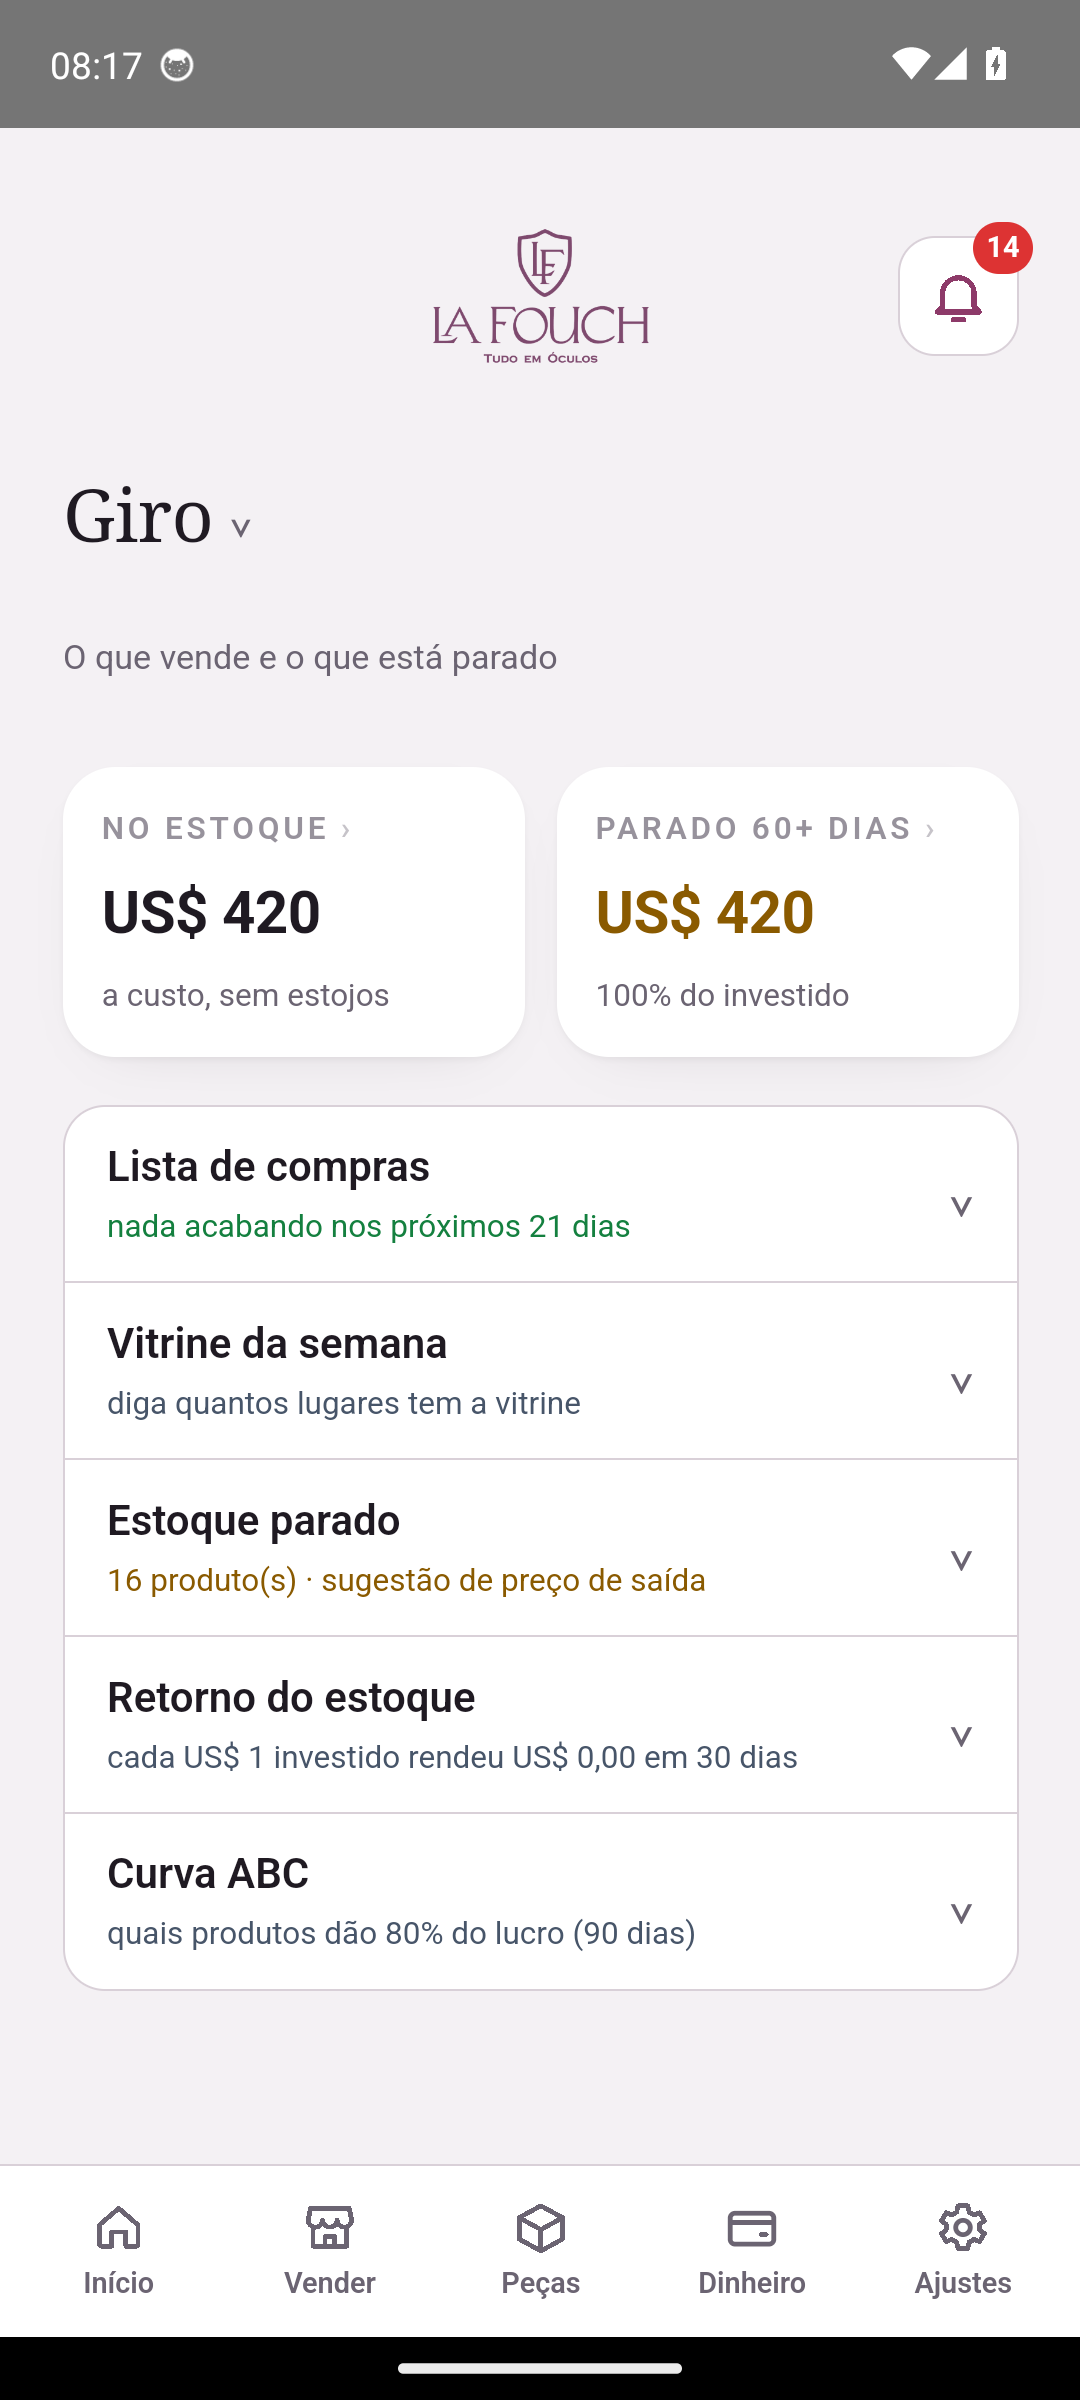 08:17
LF
LA FOUCH
TUDO EM ÓCULOS
14
Giro
O que vende e o que está parado
NO ESTOQUE ›
US$ 420
a custo, sem estojos
PARADO 60+ DIAS ›
US$ 420
100% do investido
Lista de compras
nada acabando nos próximos 21 dias
Vitrine da semana
diga quantos lugares tem a vitrine
Estoque parado
16 produto(s) · sugestão de preço de saída
Retorno do estoque
cada US$ 1 investido rendeu US$ 0,00 em 30 dias
Curva ABC
quais produtos dão 80% do lucro (90 dias)
Início
Vender
Peças
Dinheiro
Ajustes